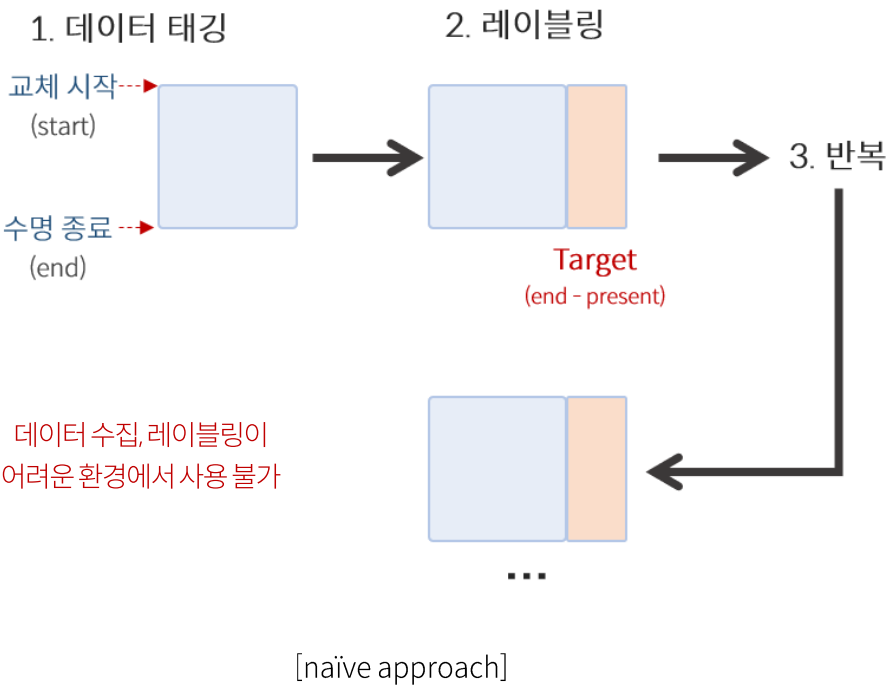 1. 데이터 태깅
2. 레이블링
교체 시작
(start)
수명 종료
(end)
3. 반복
Target
(end - present)
데이터 수집, 레이블링이
어려운 환경에서 사용 불가
...
[naïve approach]